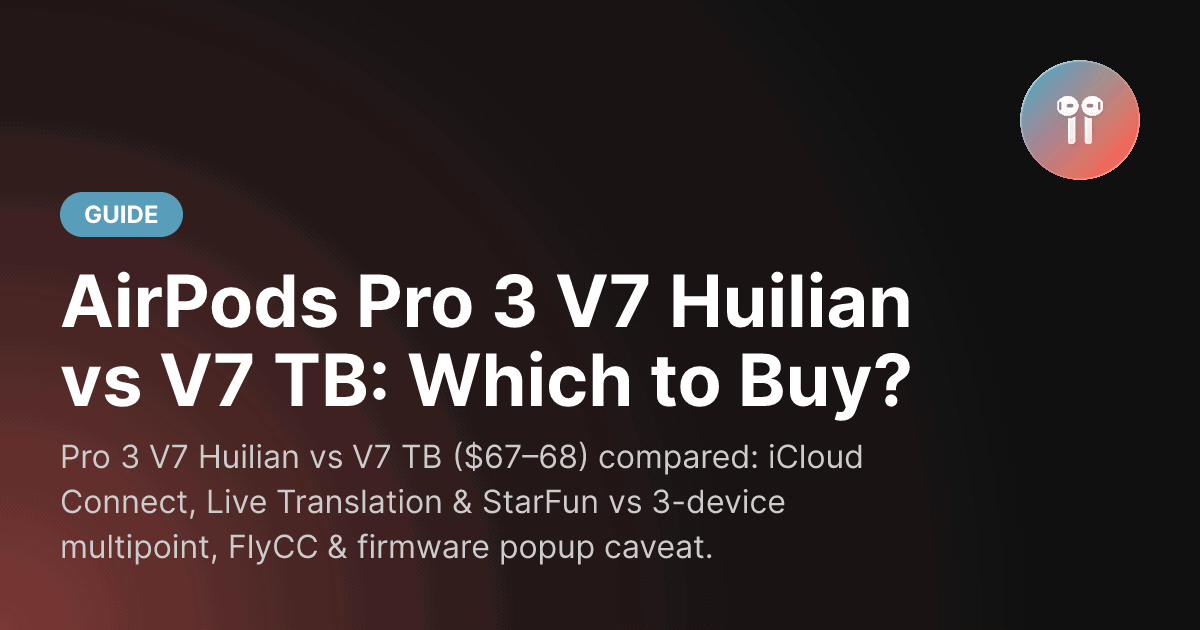 GUIDE
AirPods Pro 3 V7 Huilian
vs V7 TB: Which to Buy?
Pro 3 V7 Huilian vs V7 TB ($67–68) compared: iCloud
Connect, Live Translation & StarFun vs 3-device
multipoint, FlyCC & firmware popup caveat.